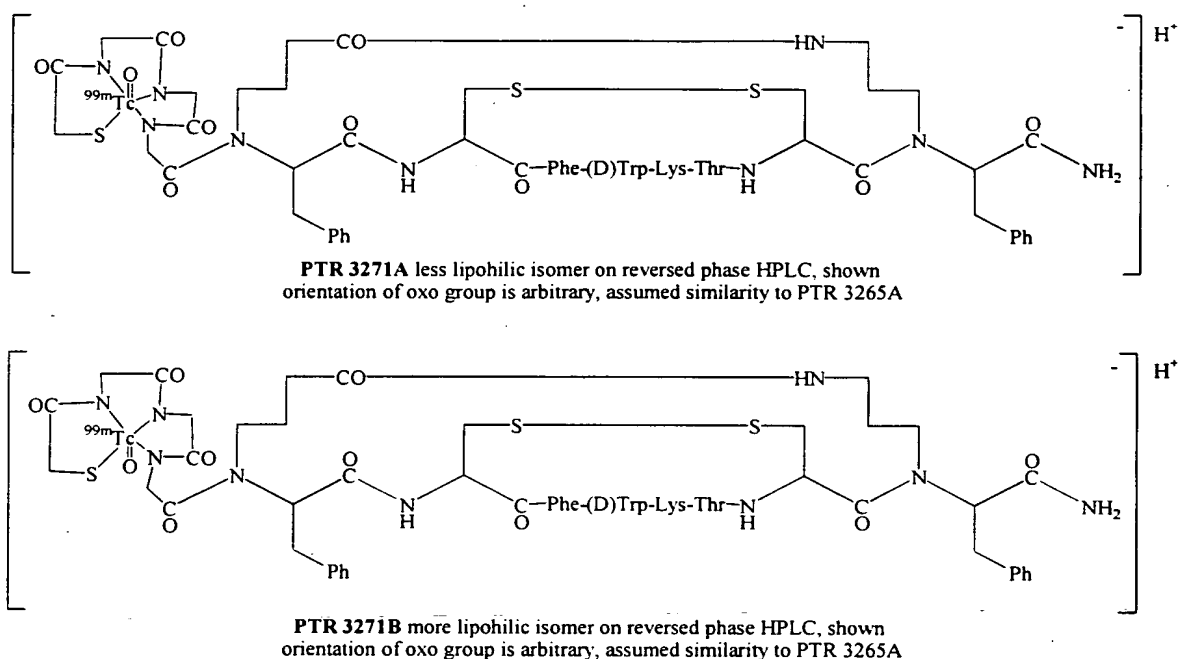 H+
CO
HN
-
OC
CO
N
O
99mTc
N
S
S
S
N
CO
N
O
O
N
O
N
H
C
O
Phe-(D)Trp-Lys-Thr
N
H
C
O
NH2
Ph
Ph
PTR 3271A less lipohilic isomer on reversed phase HPLC, shown
orientation of oxo group is arbitrary, assumed similarity to PTR 3265A
H+
CO
HN
-
OC
CO
N
N
99mTc
O
S
S
S
N
CO
N
O
O
N
O
N
H
C
O
Phe-(D)Trp-Lys-Thr
N
H
C
O
NH2
Ph
Ph
PTR 3271B more lipohilic isomer on reversed phase HPLC, shown
orientation of oxo group is arbitrary, assumed similarity to PTR 3265A